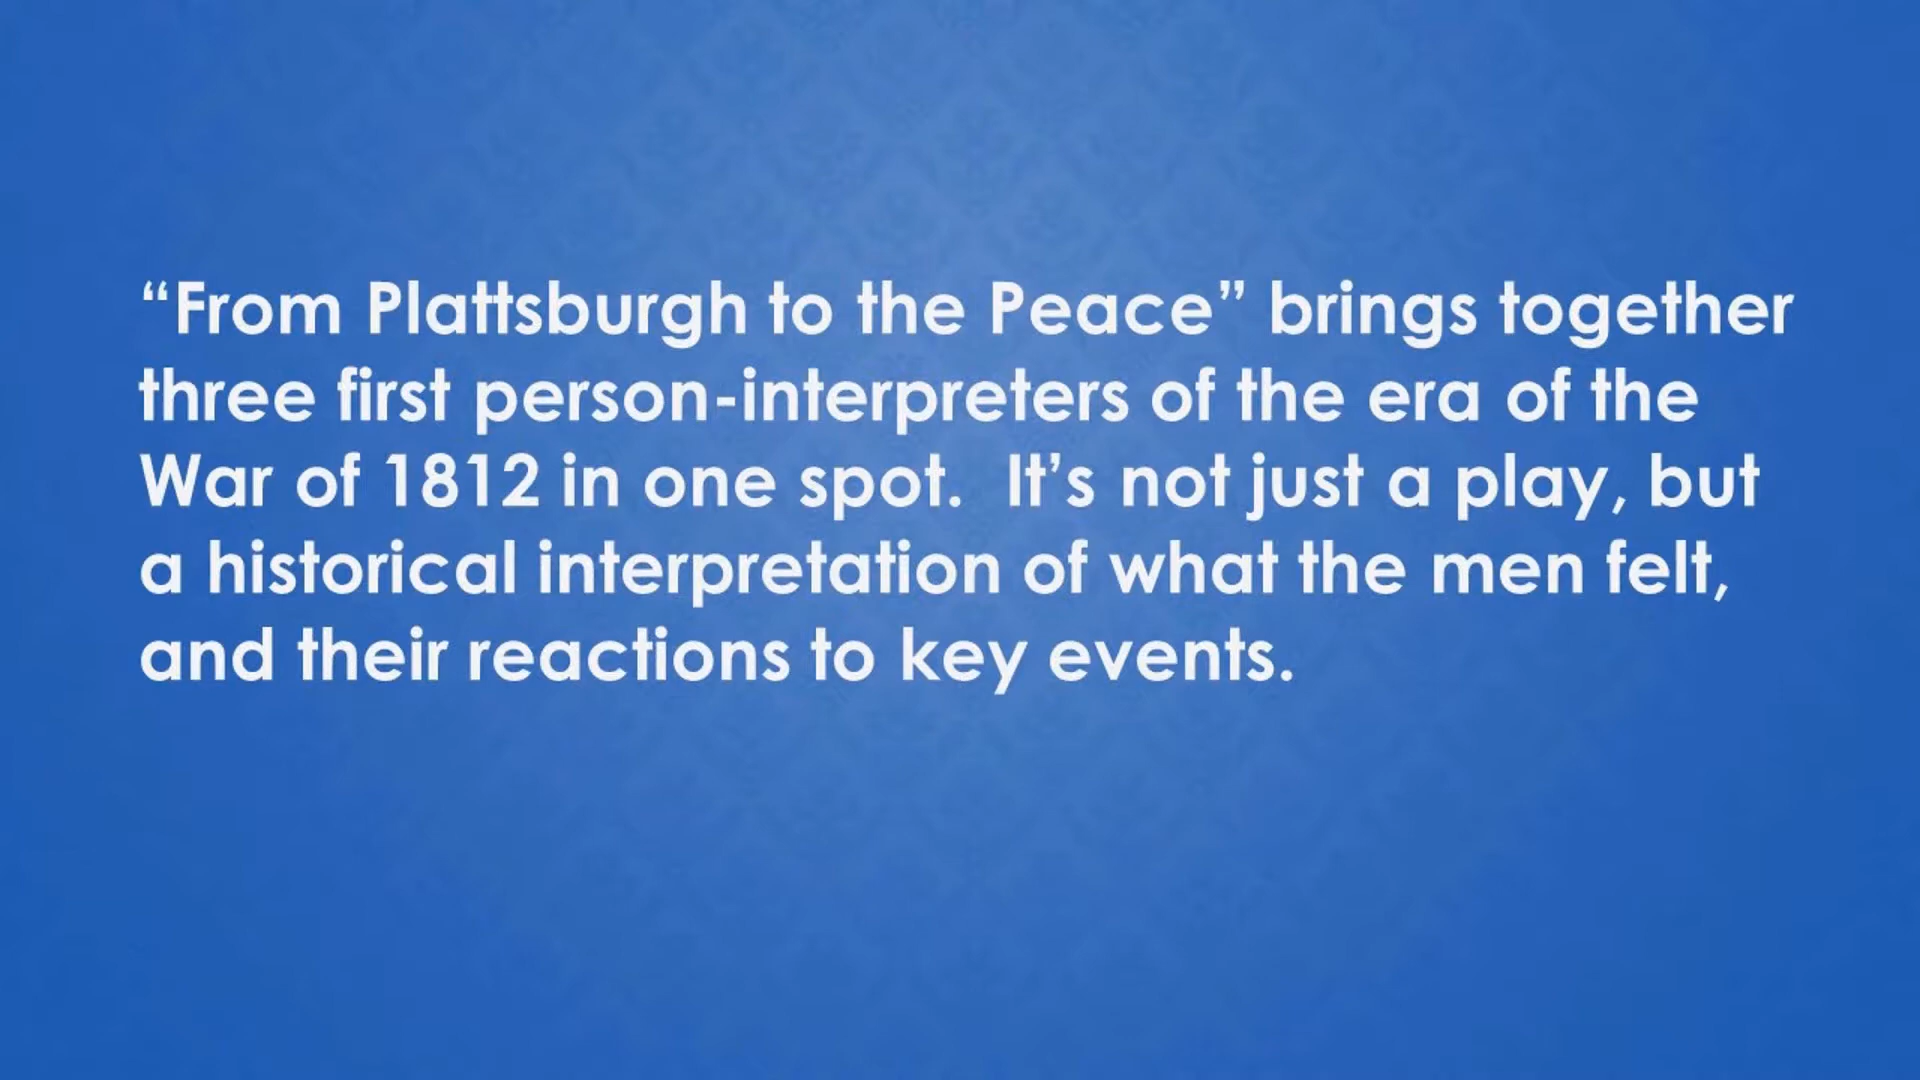 “From Plattsburgh to the Peace” brings together
three first person-interpreters of the era of the
War of 1812 in one spot.  It’s not just a play, but
a historical interpretation of what the men felt,
and their reactions to key events.